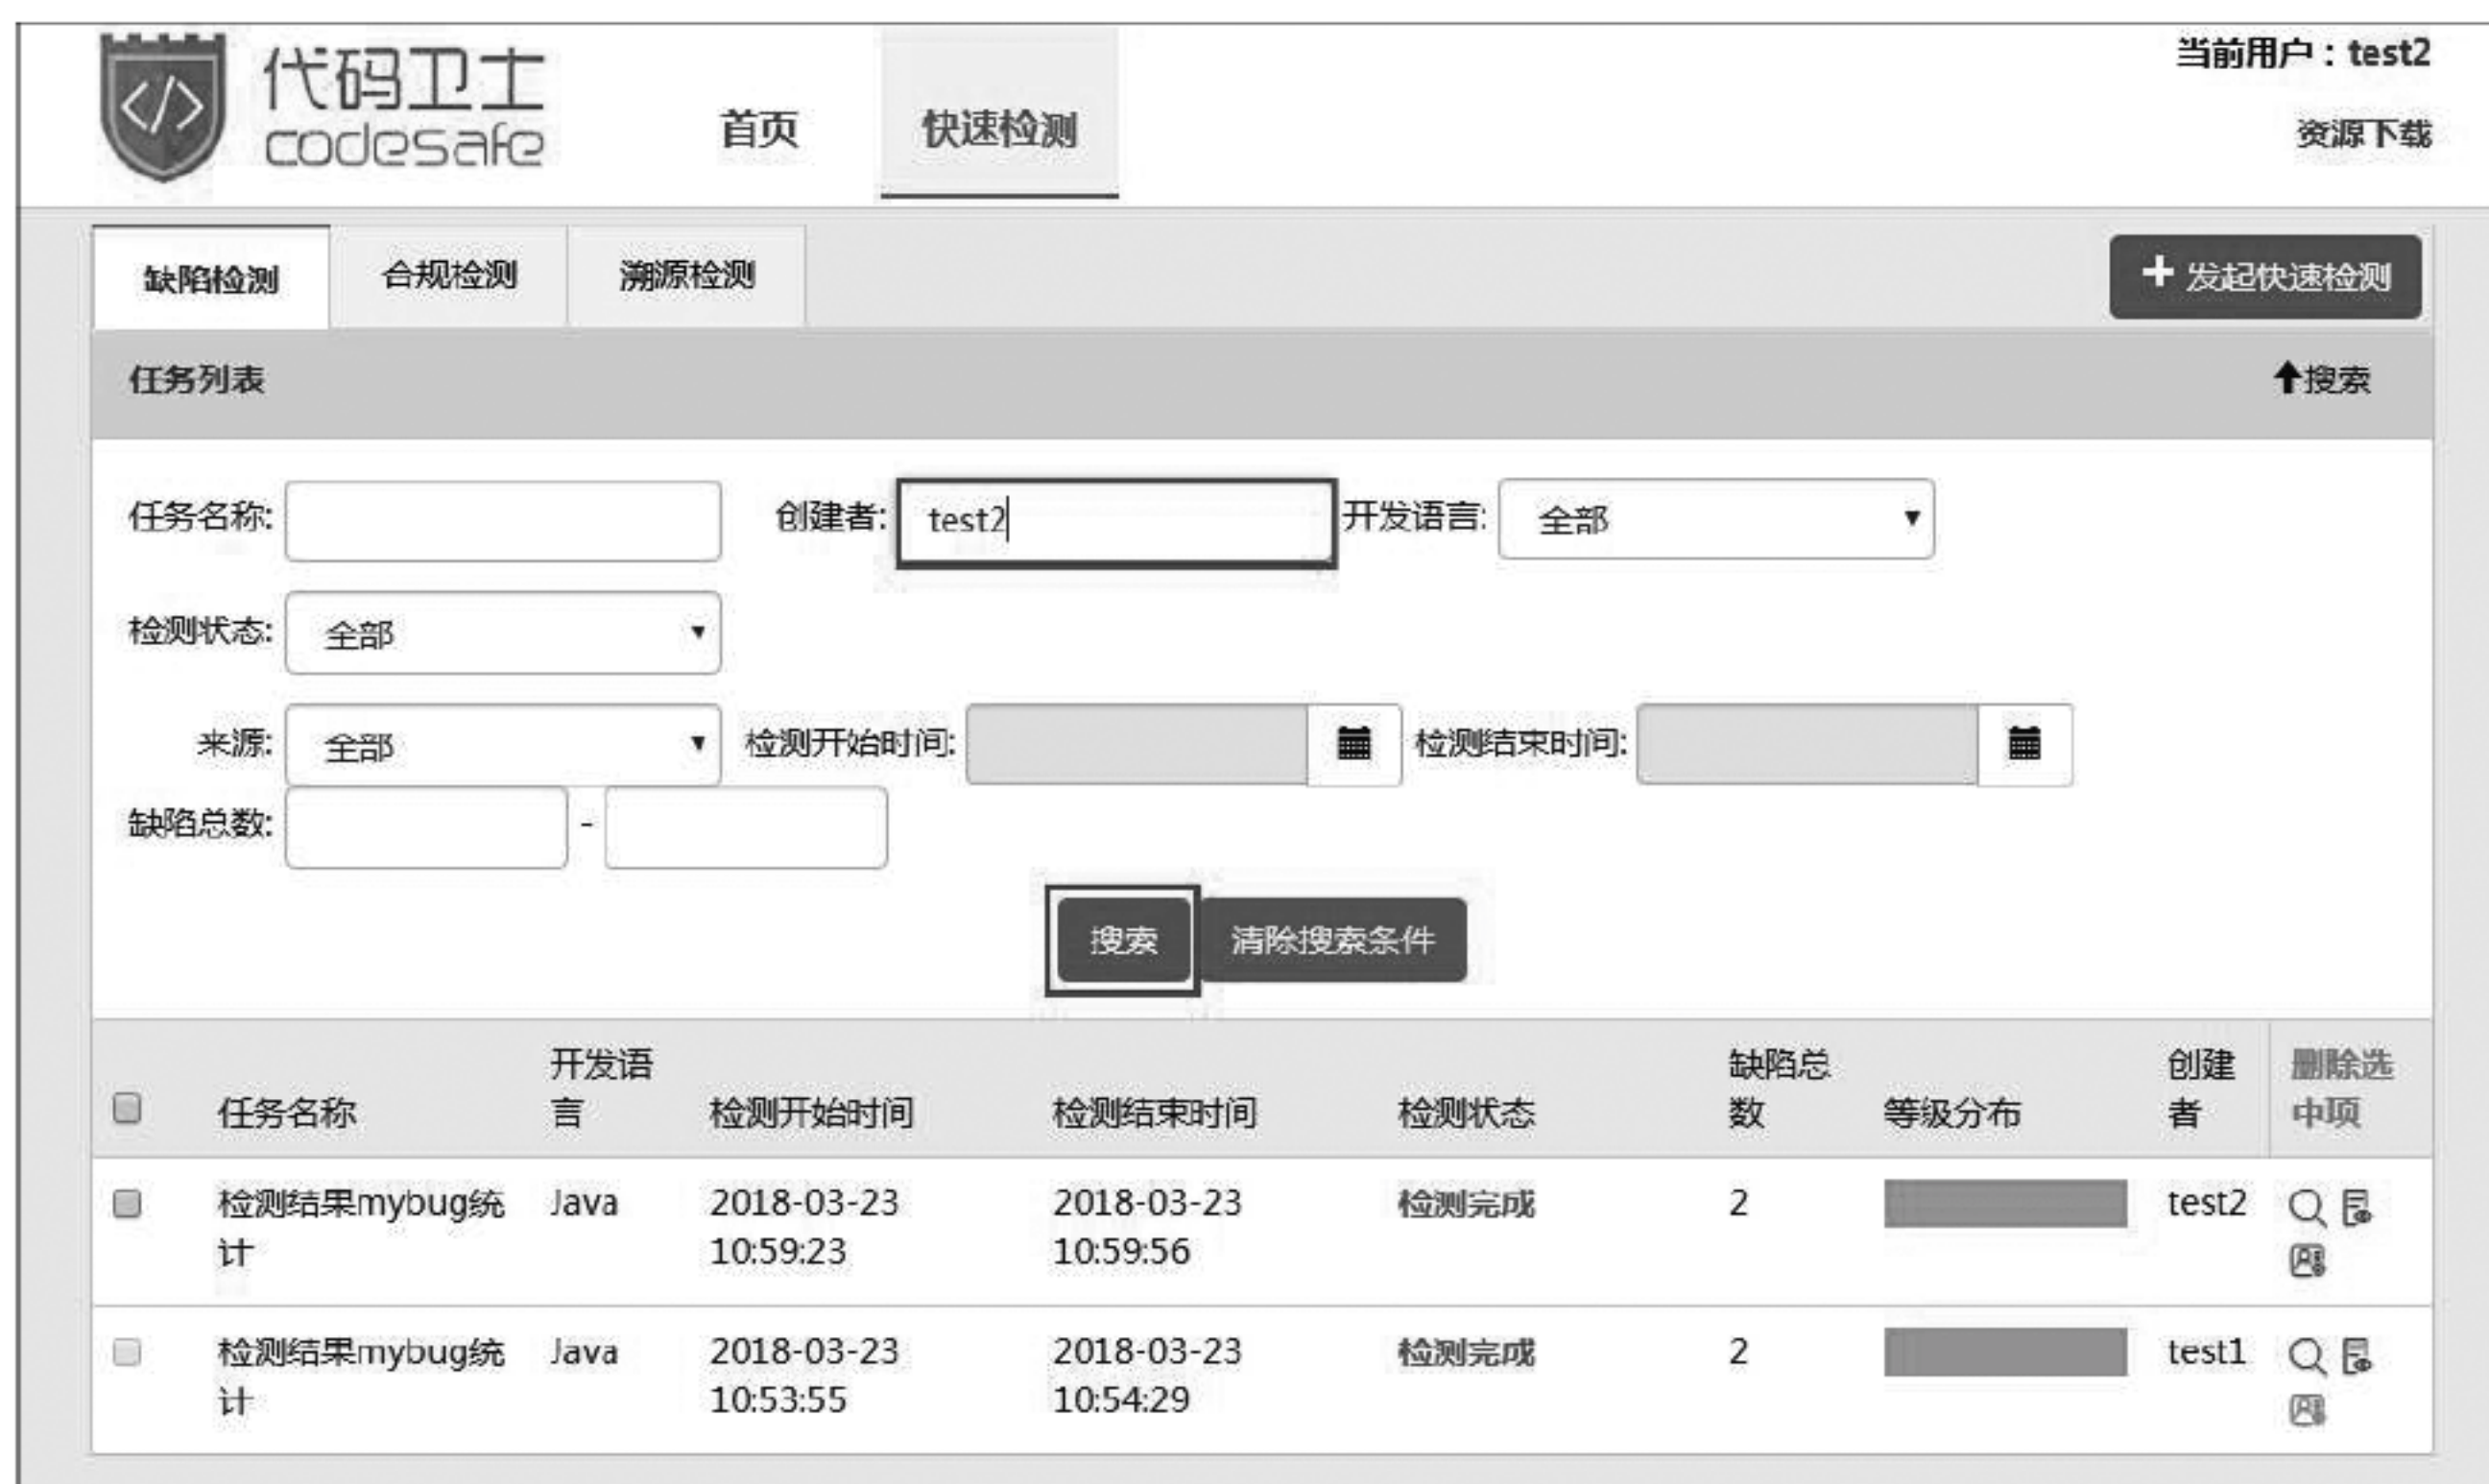 代码卫士
codesafe
首页 快速检测
当前用户：test2
资源下载
缺陷检测 合规检测 溯源检测 发起快速检测
任务列表 搜索
任务名称: 创建者: test2 开发语言: 全部
检测状态: 全部
来源: 全部 检测开始时间: 检测结束时间:
缺陷总数: -
搜索 清除搜索条件
任务名称 开发语言 检测开始时间 检测结束时间 检测状态 缺陷总数 等级分布 创建者 删除选中项
检测结果mybug统计 Java 2018-03-23 10:59:23 2018-03-23 10:59:56 检测完成 2 test2
检测结果mybug统计 Java 2018-03-23 10:53:55 2018-03-23 10:54:29 检测完成 2 test1